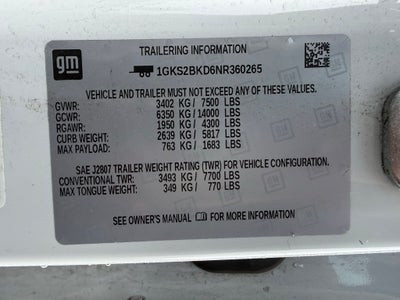 TRAILERING INFORMATION
gm
1GKS2BKD6NR360265
VEHICLE AND TRAILER MUST NOT EXCEED ANY OF THESE VALUES.
GVWR: 3402 KG / 7500 LBS
GCWR: 6350 KG / 14000 LBS
RGAWR: 1950 KG / 4300 LBS
CURB WEIGHT: 2639 KG / 5817 LBS
MAX PAYLOAD: 763 KG / 1683 LBS
SAE J2807 TRAILER WEIGHT RATING (TWR) FOR VEHICLE CONFIGURATION.
CONVENTIONAL TWR: 3493 KG / 7700 LBS
MAX TONGUE WEIGHT: 349 KG / 770 LBS
SEE OWNER'S MANUAL FOR MORE INFORMATION